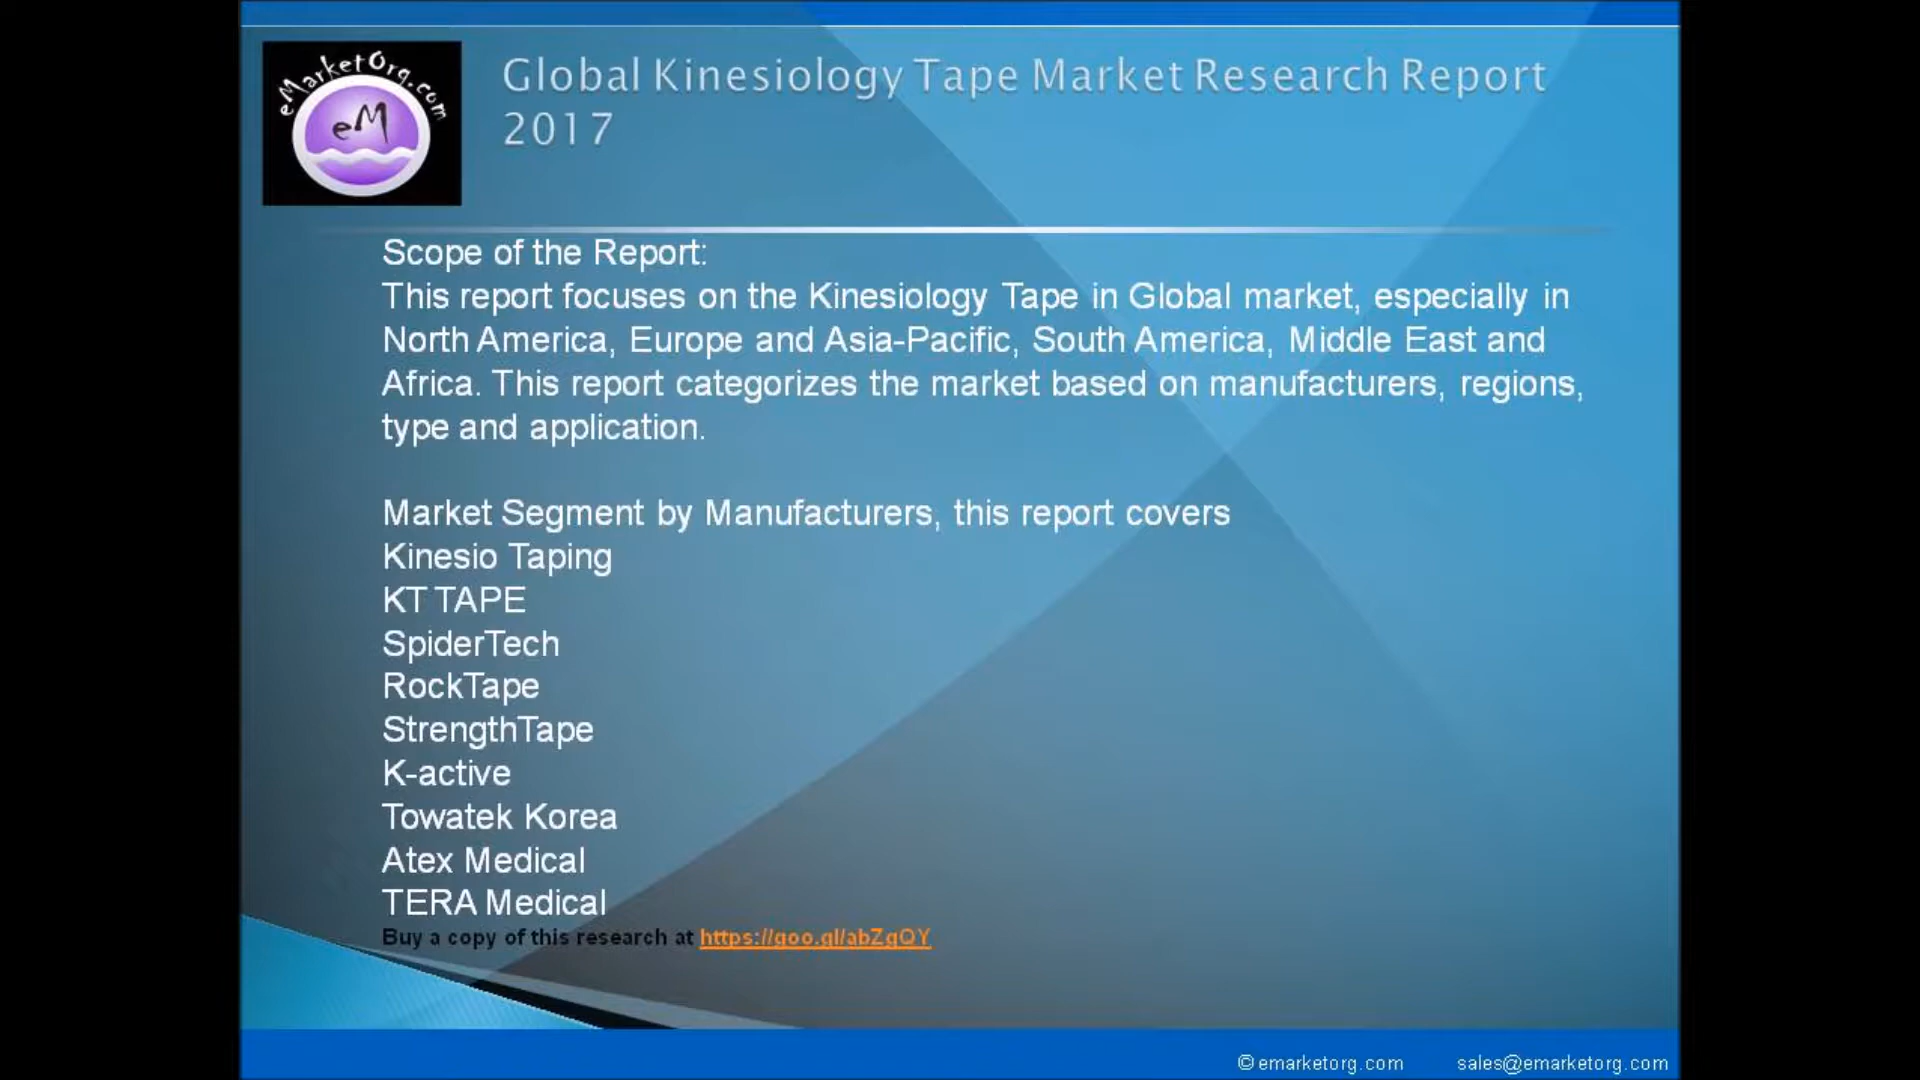 eMarketOrg.com
eM
Global Kinesiology Tape Market Research Report
2017
Scope of the Report:
This report focuses on the Kinesiology Tape in Global market, especially in
North America, Europe and Asia-Pacific, South America, Middle East and
Africa. This report categorizes the market based on manufacturers, regions,
type and application.
Market Segment by Manufacturers, this report covers
Kinesio Taping
KT TAPE
SpiderTech
RockTape
StrengthTape
K-active
Towatek Korea
Atex Medical
TERA Medical
Buy a copy of this research at https://goo.gl/abZgQY
© emarketorg.com sales@emarketorg.com